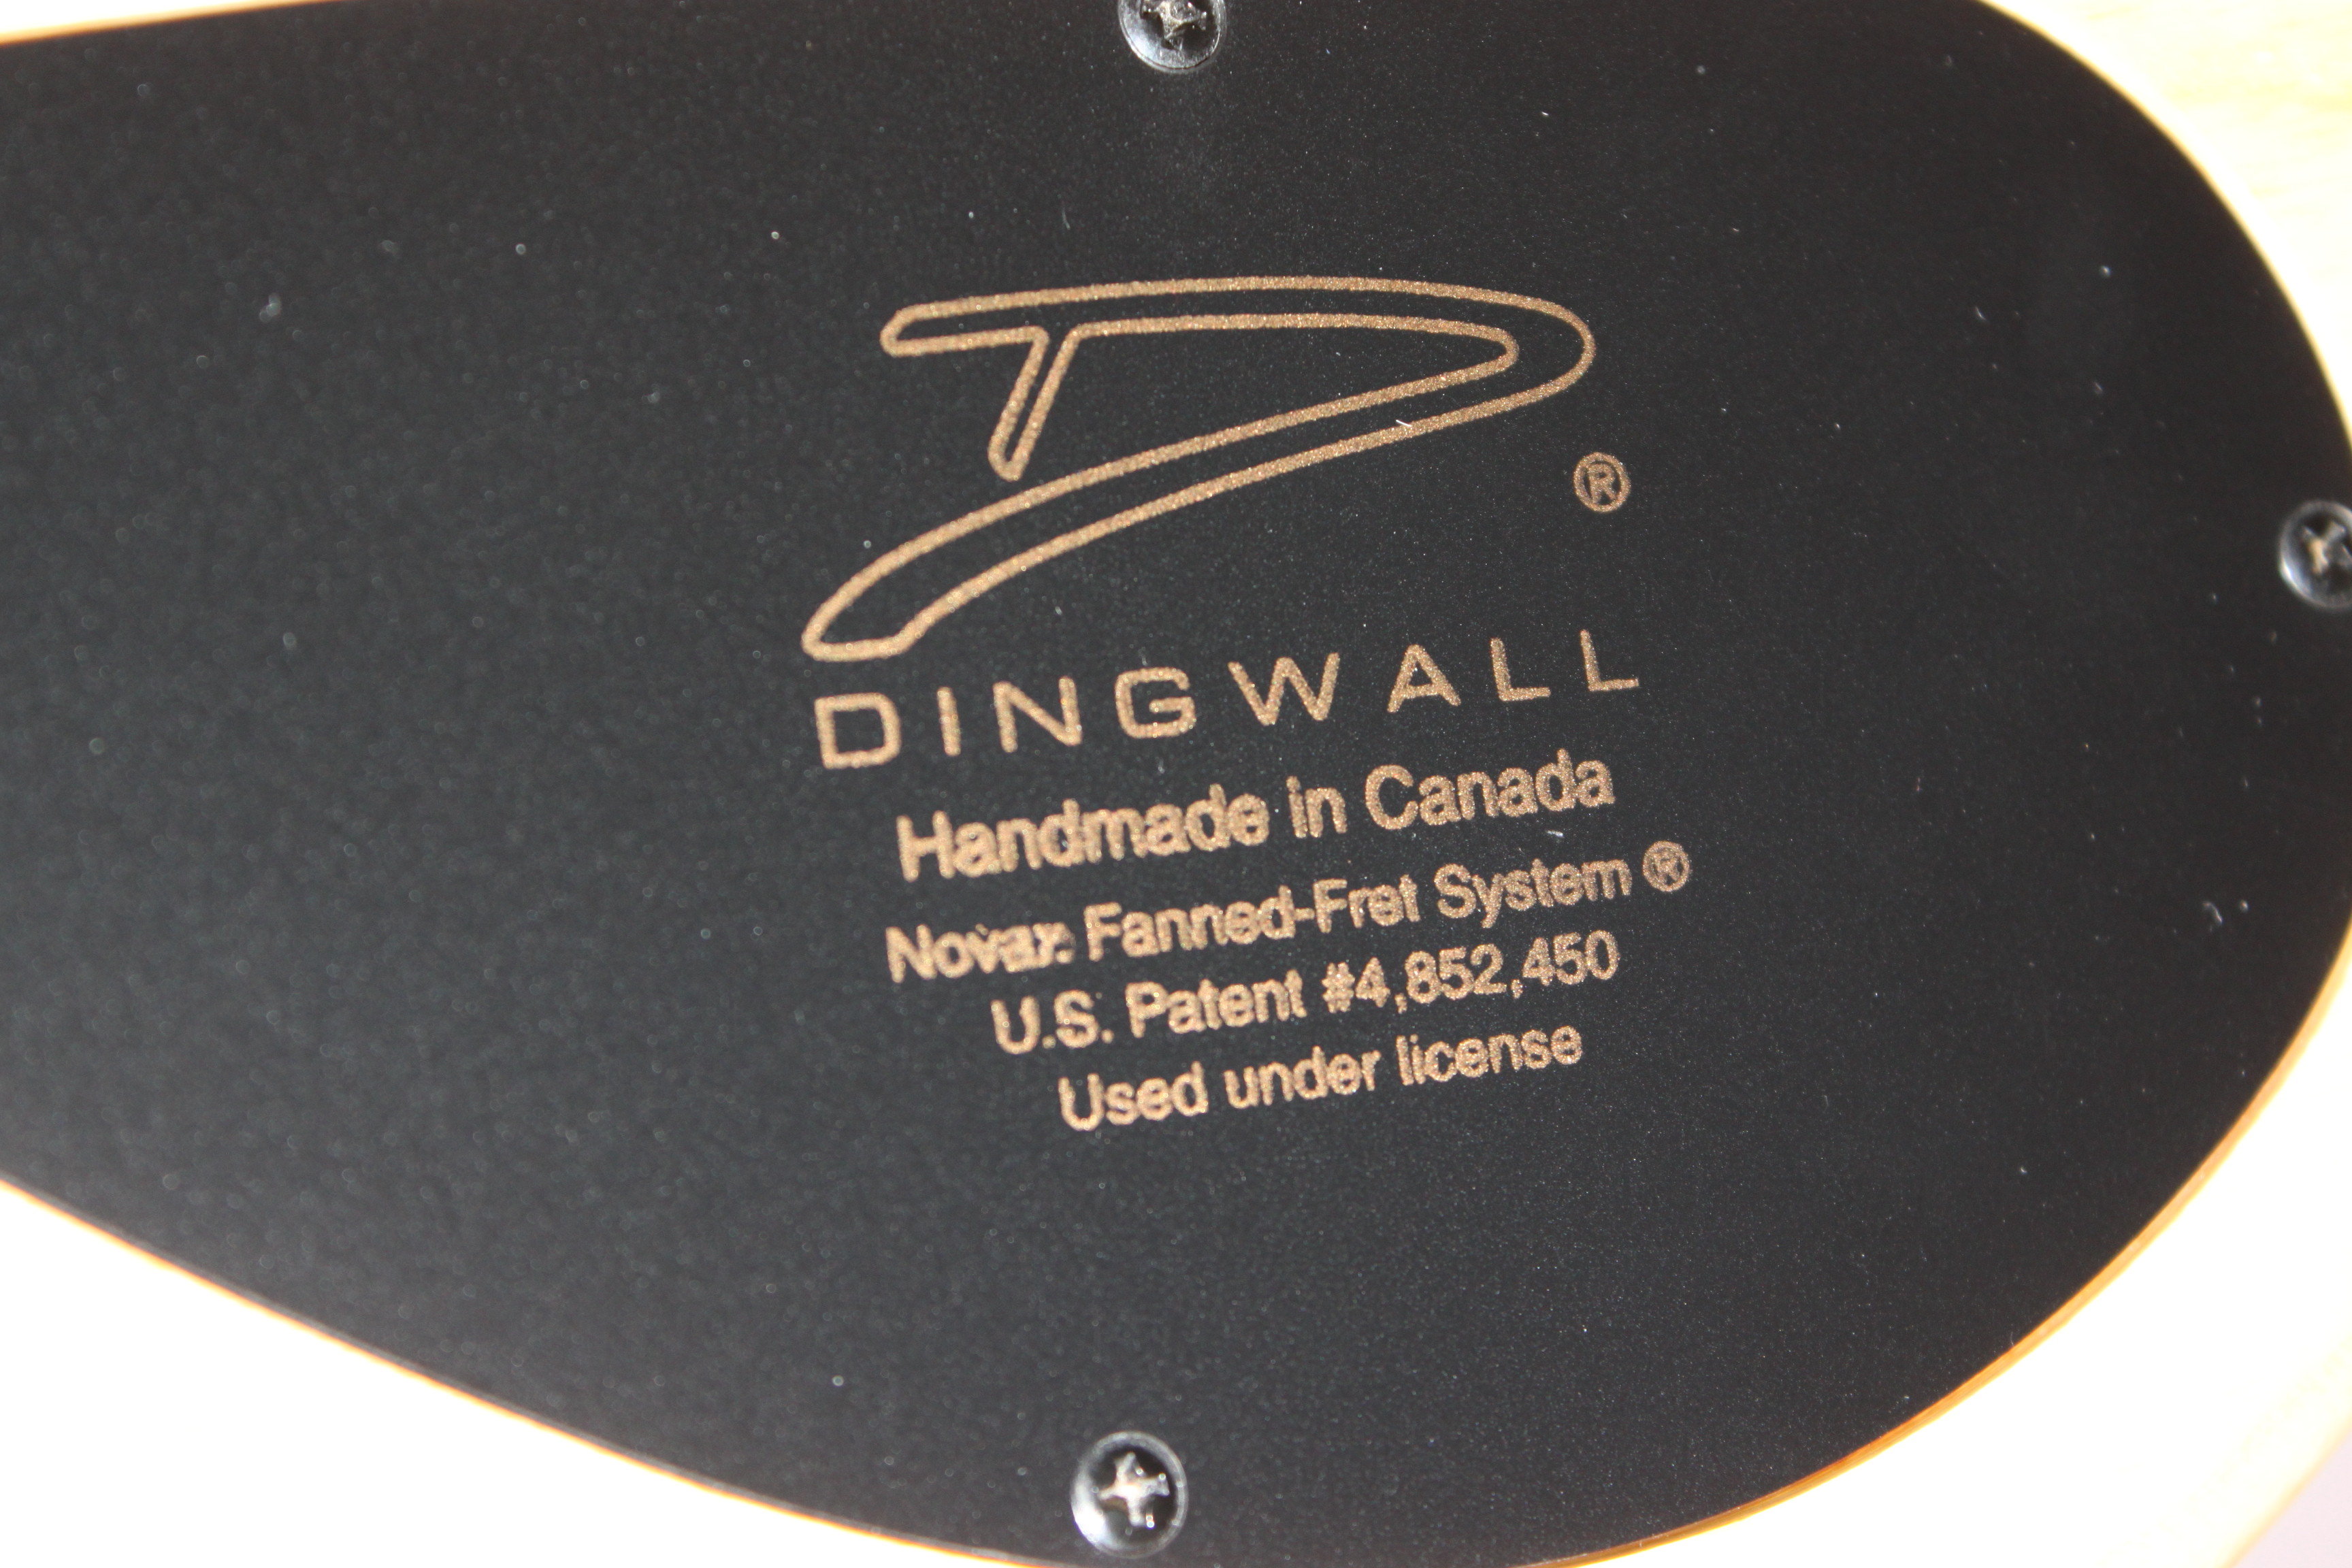 ®
DINGWALL
Handmade in Canada
Novax Fanned-Fret System ®
U.S. Patent #4,852,450
Used under license